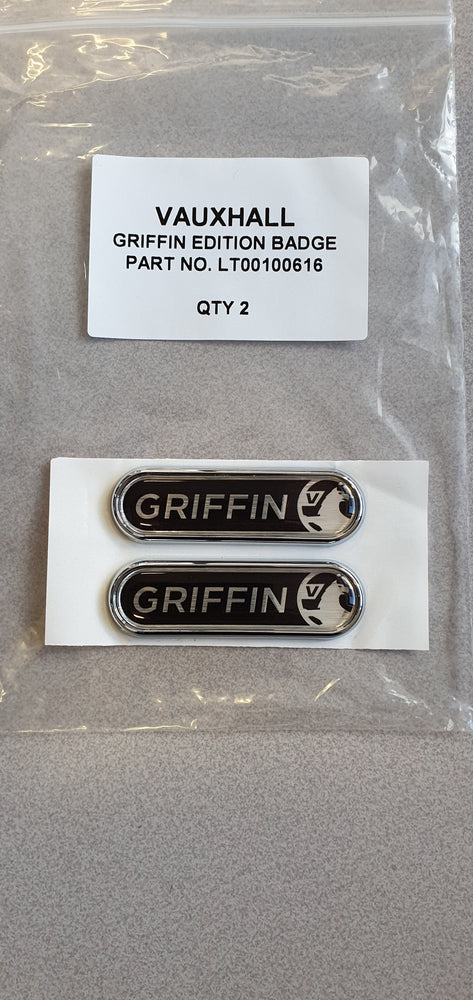 VAUXHALL
GRIFFIN EDITION BADGE
PART NO. LT00100616
QTY 2
GRIFFIN V
GRIFFIN V